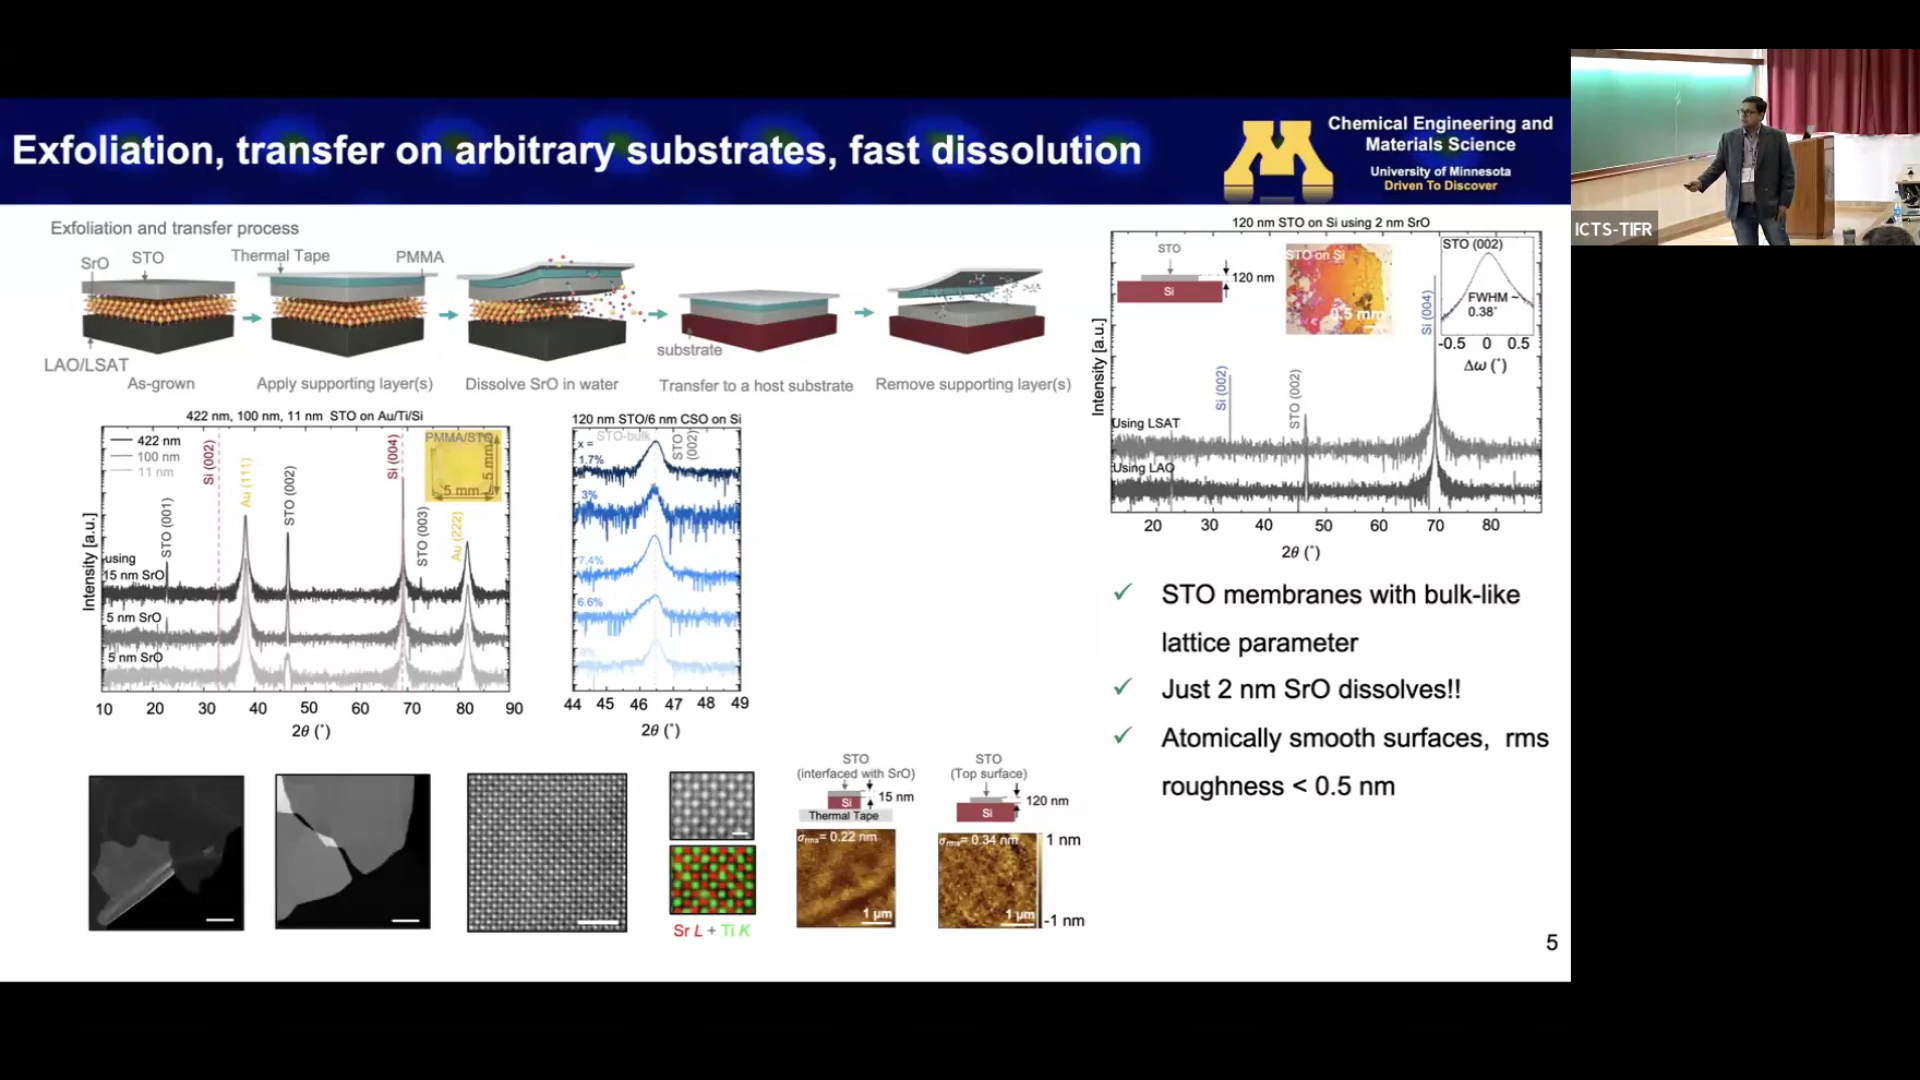 Exfoliation, transfer on arbitrary substrates, fast dissolution
Chemical Engineering and
Materials Science
University of Minnesota
Driven To Discover
ICTS-TIFR
Exfoliation and transfer process
SrO
STO
Thermal Tape
PMMA
LAO/LSAT
substrate
As-grown
Apply supporting layer(s)
Dissolve SrO in water
Transfer to a host substrate
Remove supporting layer(s)
422 nm, 100 nm, 11 nm STO on Au/Ti/Si
422 nm
100 nm
11 nm
Si (002)
Au (111)
STO (001)
STO (002)
Si (004)
STO (003)
Au (222)
PMMA/STO
5 mm
5 mm
using
15 nm SrO
5 nm SrO
5 nm SrO
Intensity [a.u.]
10 20 30 40 50 60 70 80 90
2θ (°)
120 nm STO/6 nm CSO on Si
STO-bulk
STO
(002)
x =
1.7%
3%
7.4%
6.6%
44 45 46 47 48 49
2θ (°)
120 nm STO on Si using 2 nm SrO
STO
120 nm
Si
STO on Si
0.5 mm
Si (004)
STO (002)
FWHM ~
0.38°
-0.5 0 0.5
Δω (°)
Si (002)
STO (002)
Using LSAT
Using LAO
Intensity [a.u.]
20 30 40 50 60 70 80
2θ (°)
✓ STO membranes with bulk-like
lattice parameter
✓ Just 2 nm SrO dissolves!!
✓ Atomically smooth surfaces, rms
roughness < 0.5 nm
Sr L + Ti K
STO
(interfaced with SrO)
Si
15 nm
Thermal Tape
σrms= 0.22 nm
1 μm
STO
(Top surface)
120 nm
Si
σrms= 0.34 nm
1 μm
1 nm
-1 nm
5